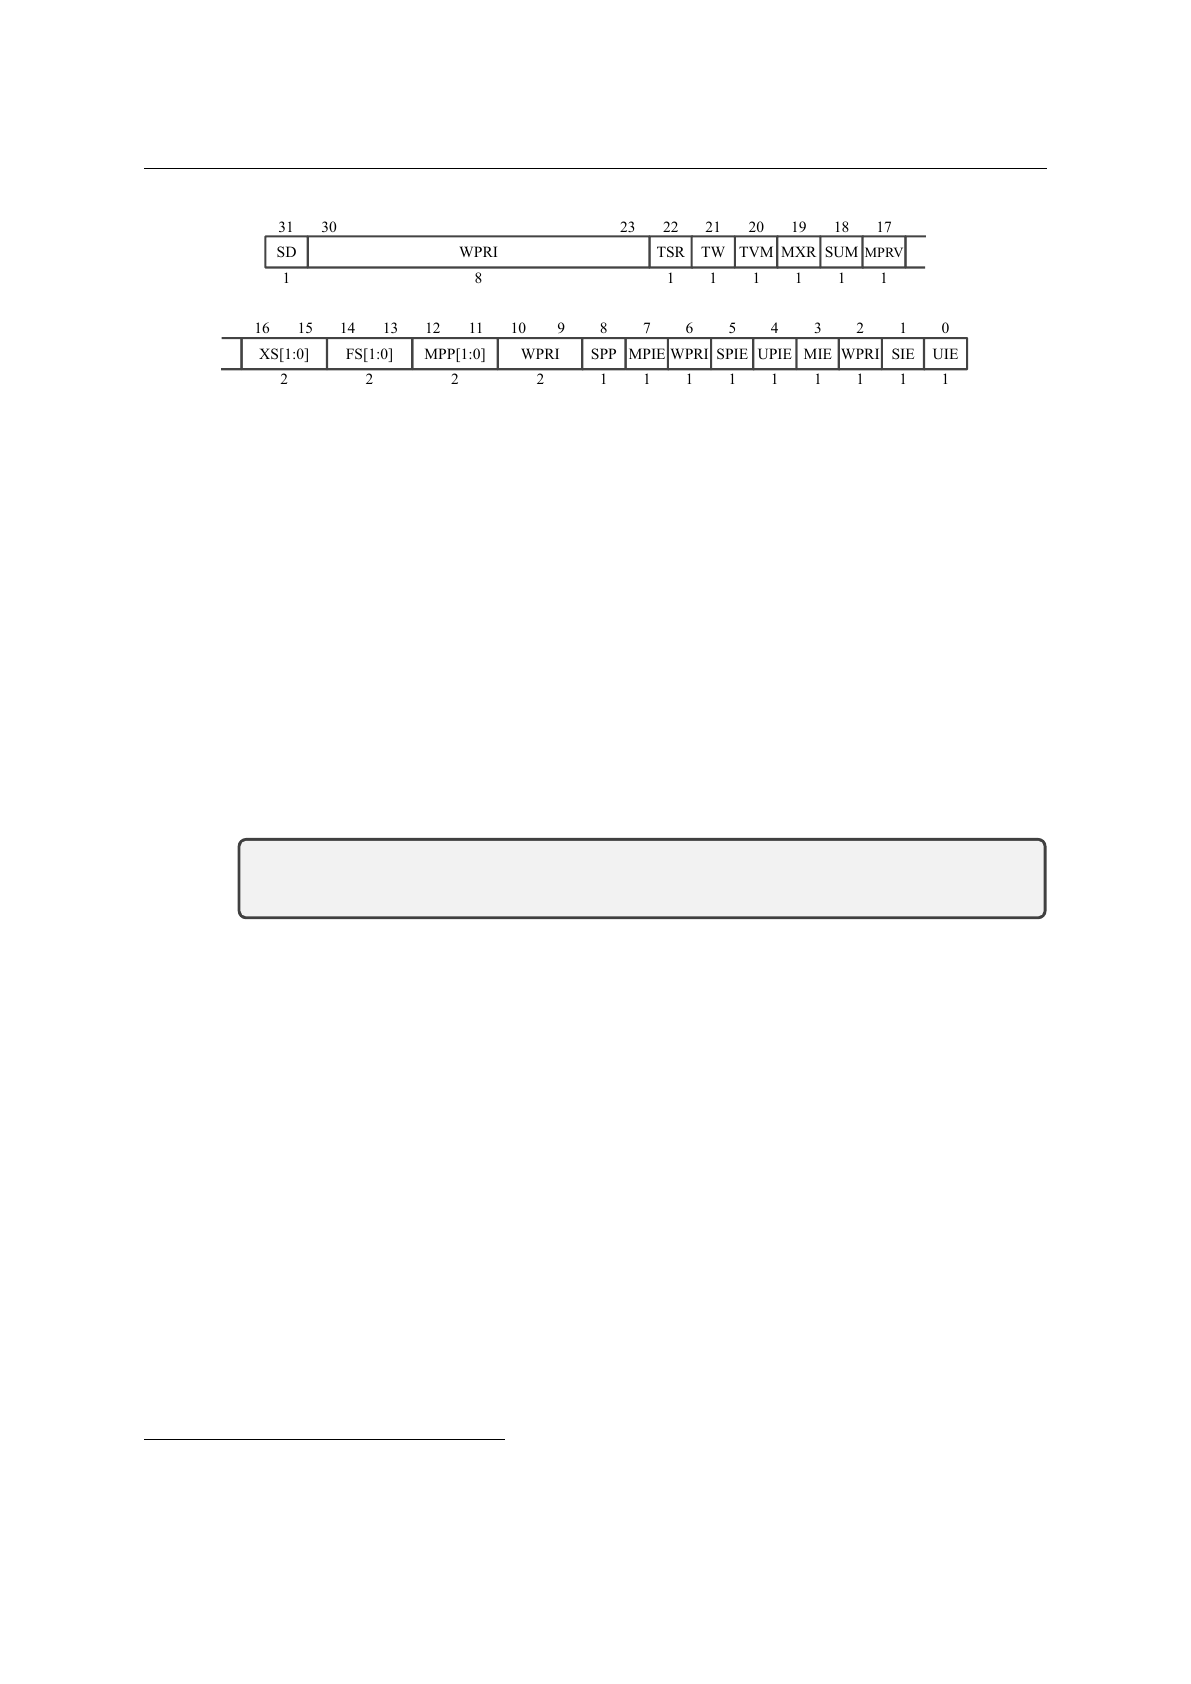 31 30 23 22 21 20 19 18 17
SD WPRI TSR TW TVM MXR SUM MPRV
1 8 1 1 1 1 1 1
16 15 14 13 12 11 10 9 8 7 6 5 4 3 2 1 0
XS[1:0] FS[1:0] MPP[1:0] WPRI SPP MPIE WPRI SPIE UPIE MIE WPRI SIE UIE
2 2 2 2 1 1 1 1 1 1 1 1 1